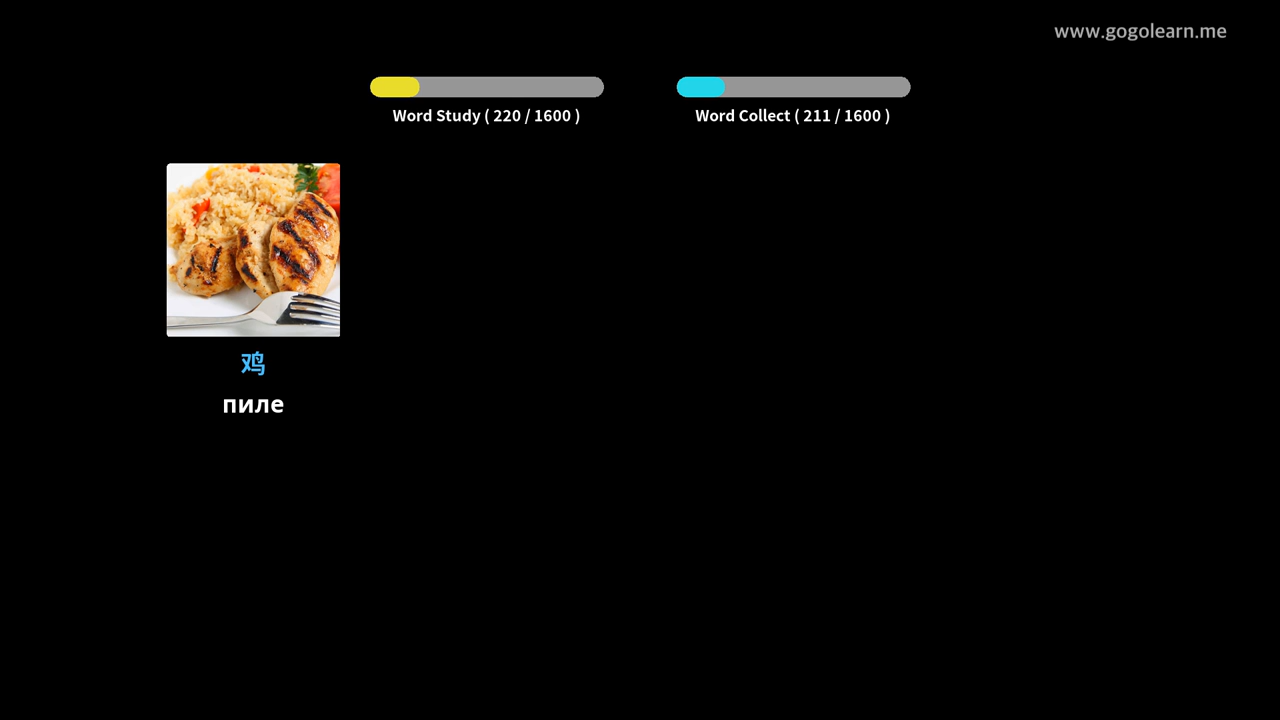 www.gogolearn.me
Word Study ( 220 / 1600 )
Word Collect ( 211 / 1600 )
鸡
пиле